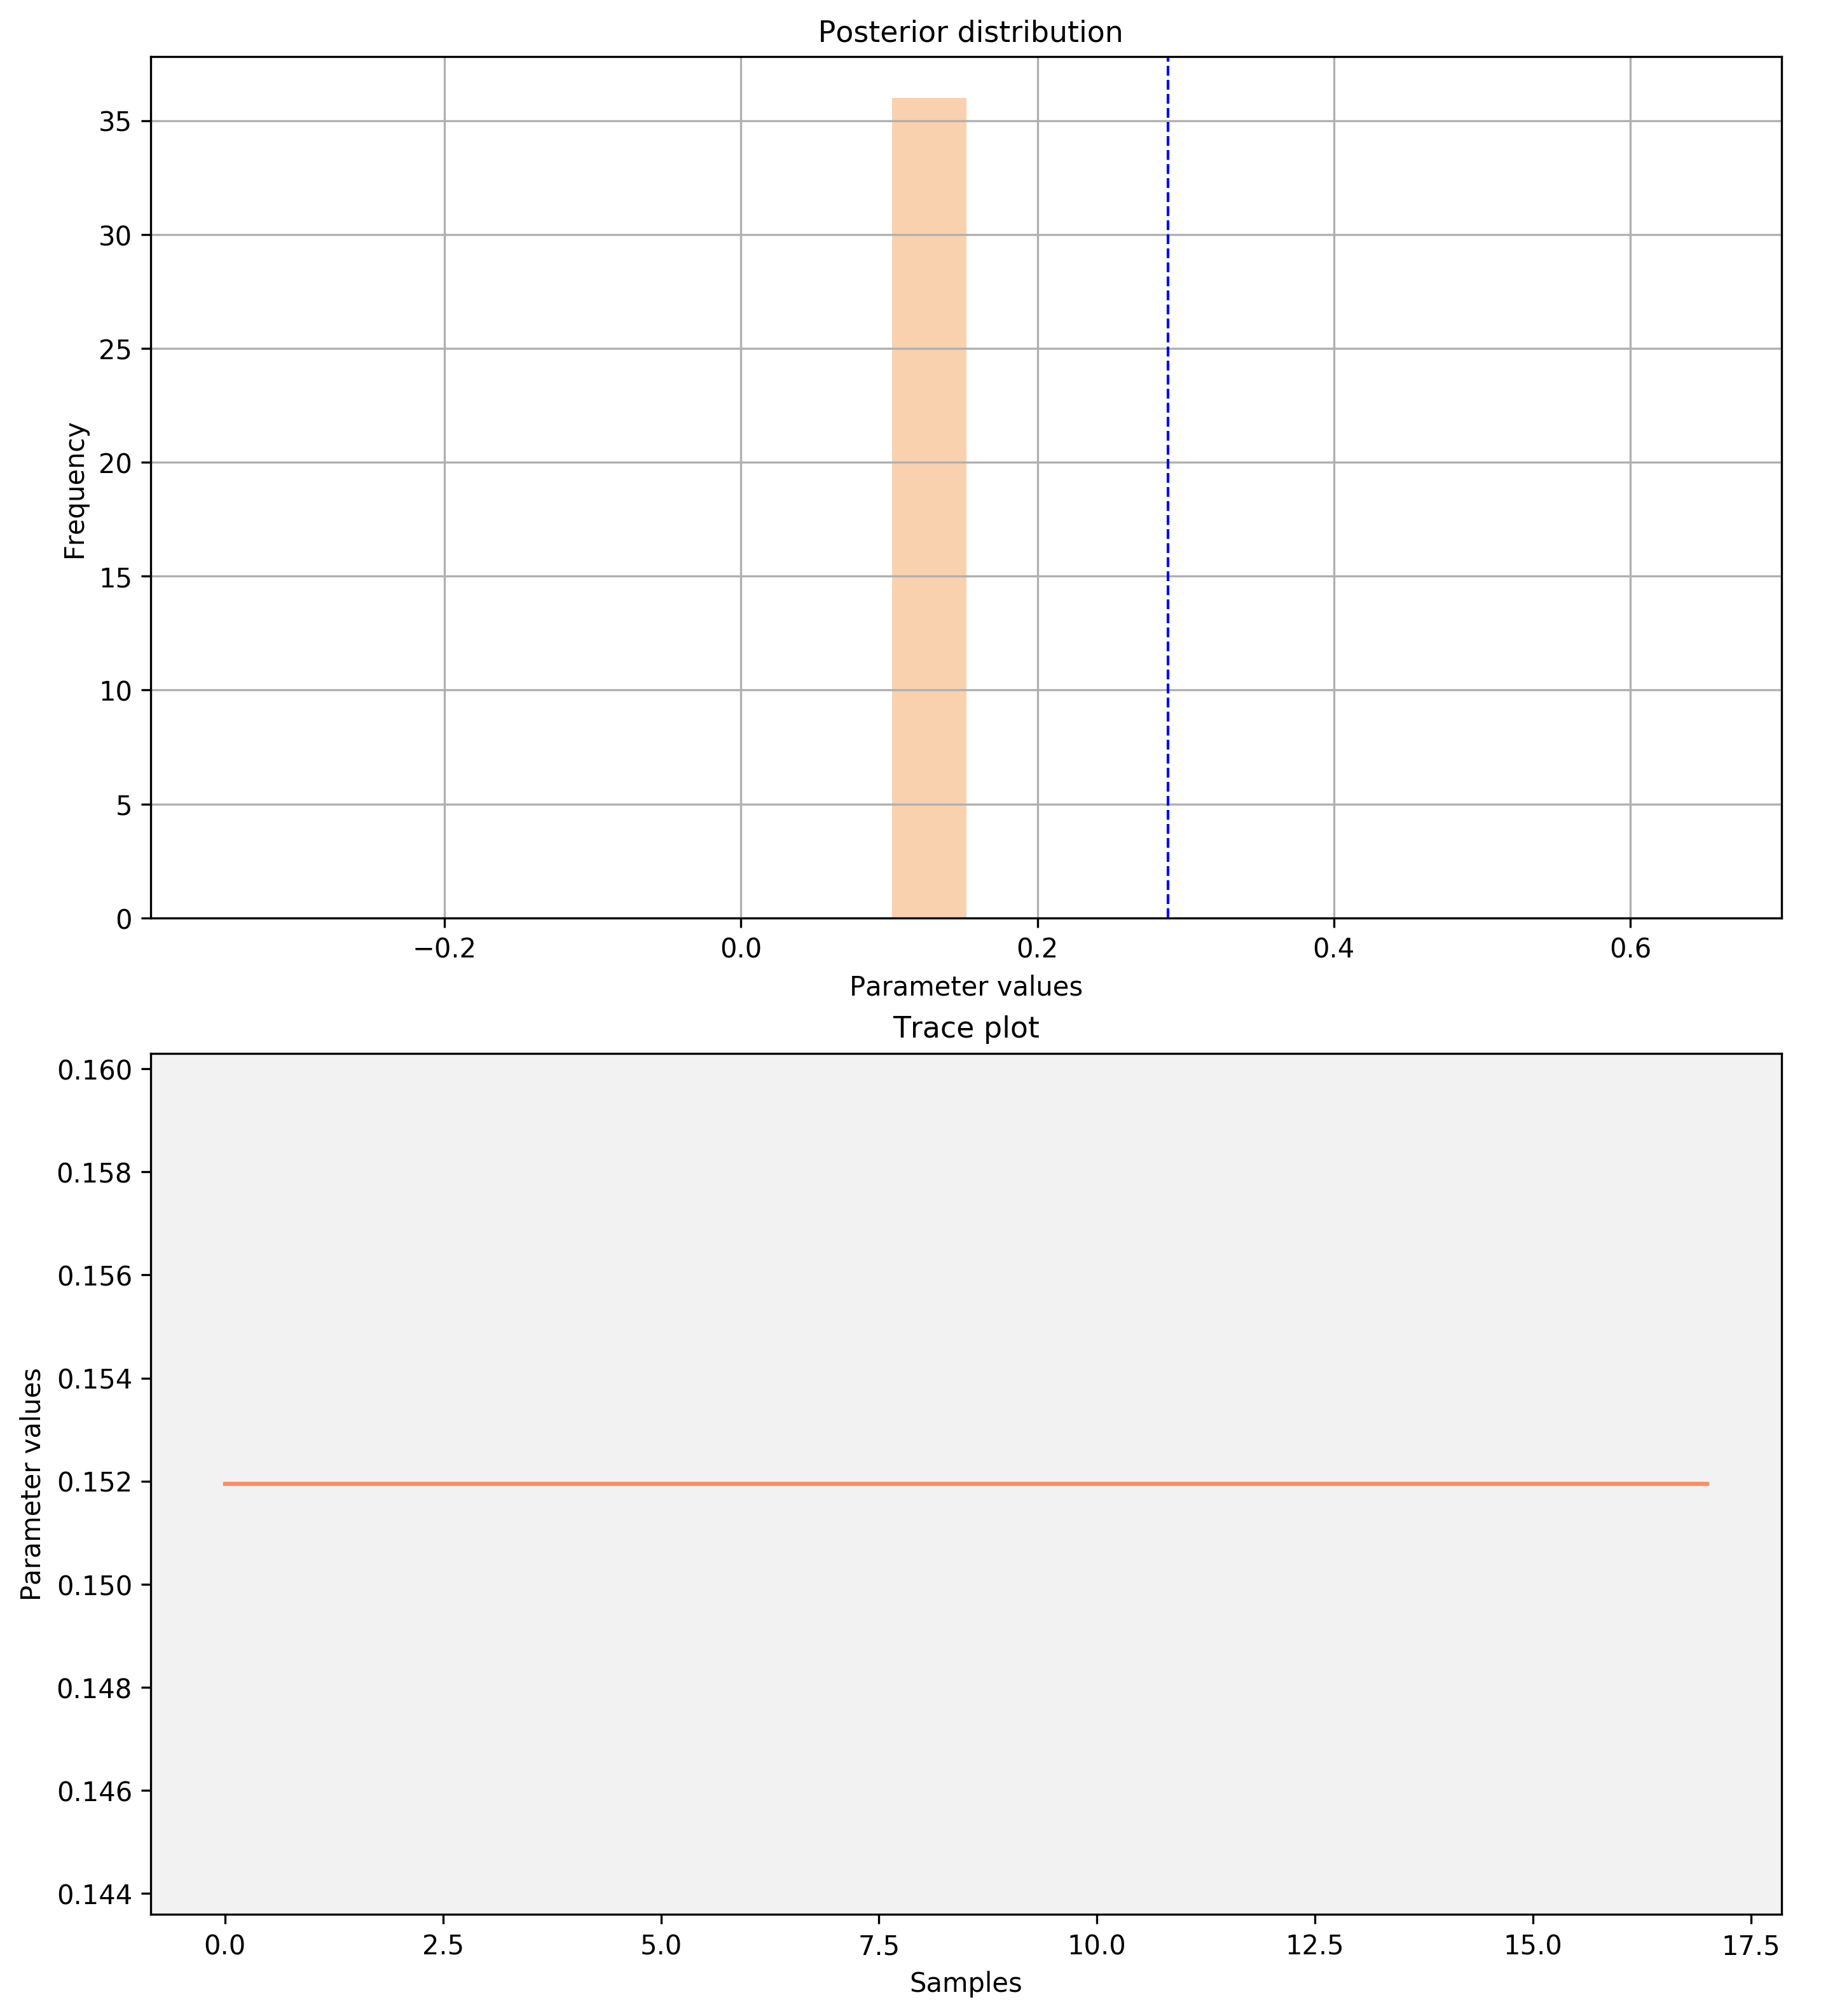 Posterior distribution
35
30
25
20
15
10
5
0
Frequency
−0.2 0.0 0.2 0.4 0.6
Parameter values
Trace plot
0.160
0.158
0.156
0.154
0.152
0.150
0.148
0.146
0.144
Parameter values
0.0 2.5 5.0 7.5 10.0 12.5 15.0 17.5
Samples